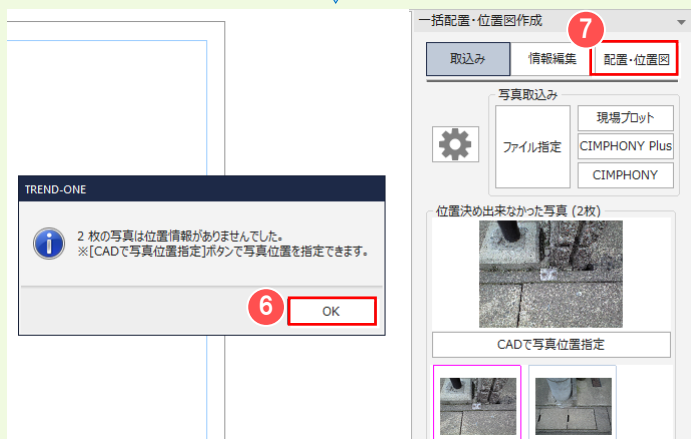 一括配置・位置図作成
7
取込み
情報編集
配置・位置図
写真取込み
ファイル指定
現場プロット
CIMPHONY Plus
CIMPHONY
位置決め出来なかった写真 (2枚)
CADで写真位置指定
TREND-ONE
2 枚の写真は位置情報がありませんでした。
※[CADで写真位置指定]ボタンで写真位置を指定できます。
6
OK